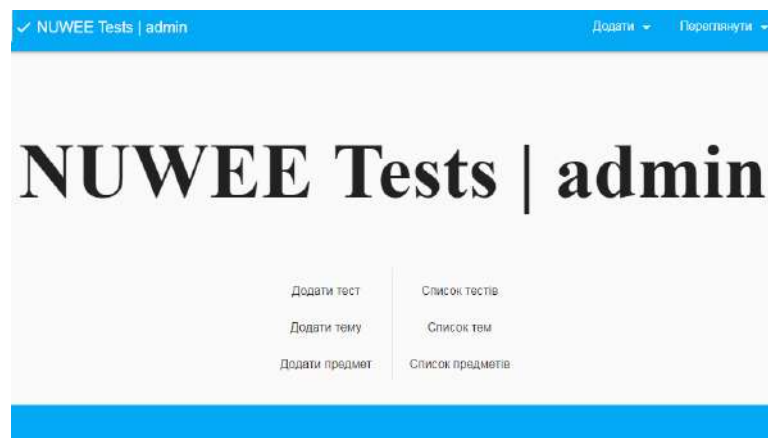 NUWEE Tests | admin
Додати
Переглянути
NUWEE Tests | admin
Додати тест
Список тестів
Додати тему
Список тем
Додати предмет
Список предметів